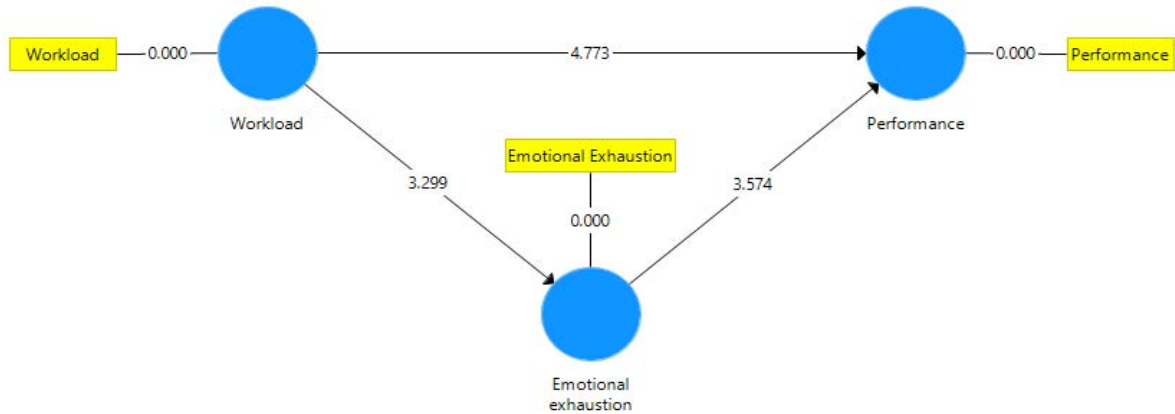 Workload
0.000
4.773
0.000
Performance
Workload
Performance
Emotional Exhaustion
3.299
3.574
0.000
Emotional
exhaustion